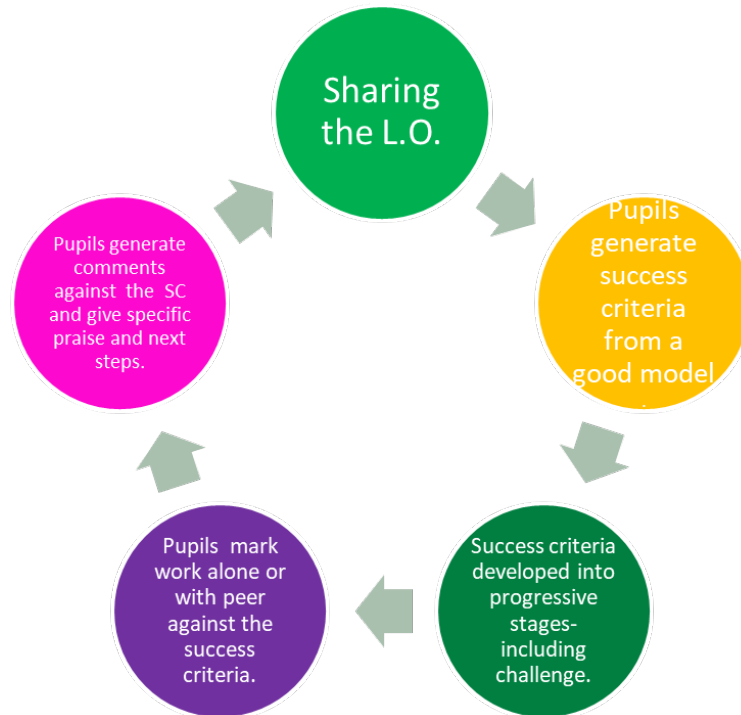 Sharing
the L.O.
Pupils
generate
success
criteria
from a
good model
.
Success criteria
developed into
progressive
stages-
including
challenge.
Pupils mark
work alone or
with peer
against the
success
criteria.
Pupils generate
comments
against the SC
and give specific
praise and next
steps.